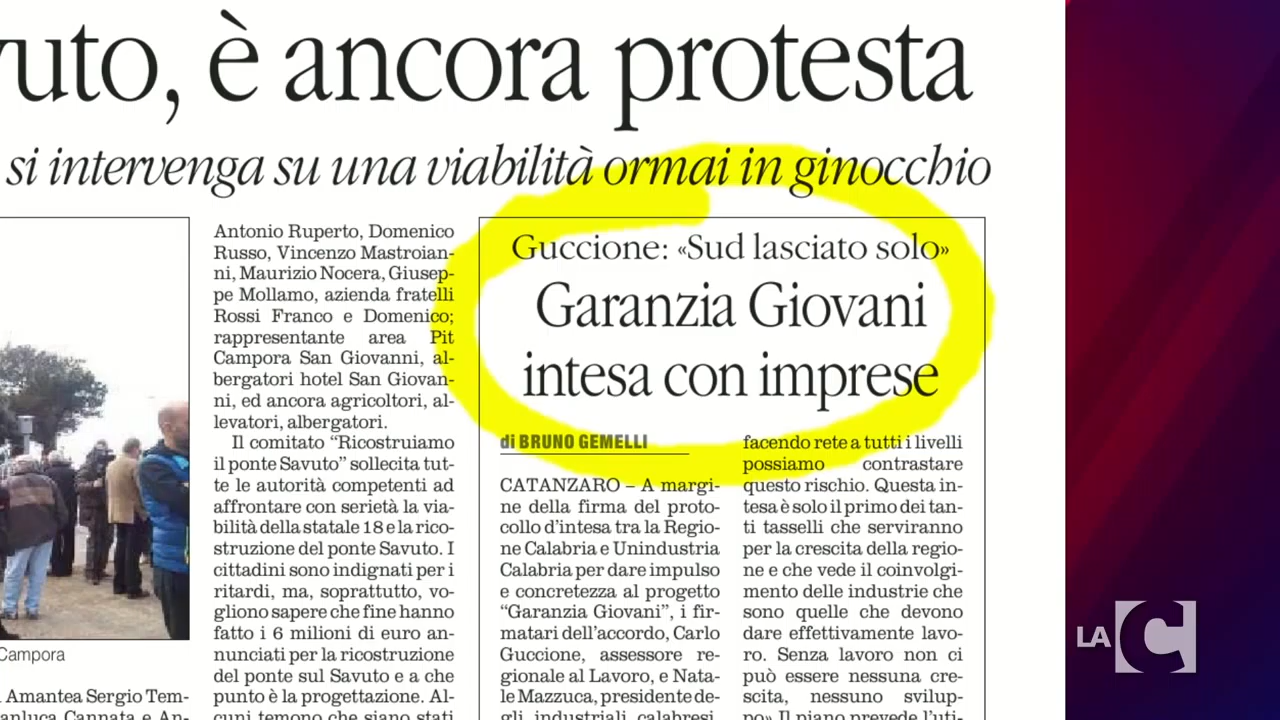 vuto, è ancora protesta
si intervenga su una viabilità ormai in ginocchio
Antonio Ruperto, Domenico
Russo, Vincenzo Mastroian-
ni, Maurizio Nocera, Giusep-
pe Mollamo, azienda fratelli
Rossi Franco e Domenico;
rappresentante area Pit
Campora San Giovanni, al-
bergatori hotel San Giovan-
ni, ed ancora agricoltori, al-
levatori, albergatori.
Il comitato “Ricostruiamo
il ponte Savuto” sollecita tut-
te le autorità competenti ad
affrontare con serietà la via-
bilità della statale 18 e la rico-
struzione del ponte Savuto. I
cittadini sono indignati per i
ritardi, ma, soprattutto, vo-
gliono sapere che fine hanno
fatto i 6 milioni di euro an-
nunciati per la ricostruzione
del ponte sul Savuto e a che
punto è la progettazione. Al-
cuni temono che siano stati
Campora
Amantea Sergio Tem-
anluca Cannata e An-
Guccione: «Sud lasciato solo»
Garanzia Giovani
intesa con imprese
di BRUNO GEMELLI
CATANZARO – A margi-
ne della firma del proto-
collo d'intesa tra la Regio-
ne Calabria e Unindustria
Calabria per dare impulso
e concretezza al progetto
“Garanzia Giovani”, i fir-
matari dell'accordo, Carlo
Guccione, assessore re-
gionale al Lavoro, e Nata-
le Mazzuca, presidente de-
gli industriali calabresi,
facendo rete a tutti i livelli
possiamo contrastare
questo rischio. Questa in-
tesa è solo il primo dei tan-
ti tasselli che serviranno
per la crescita della regio-
ne e che vede il coinvolgi-
mento delle industrie che
sono quelle che devono
dare effettivamente lavo-
ro. Senza lavoro non ci
può essere nessuna cre-
scita, nessuno svilup-
po». Il piano prevede l'uti-
LA C